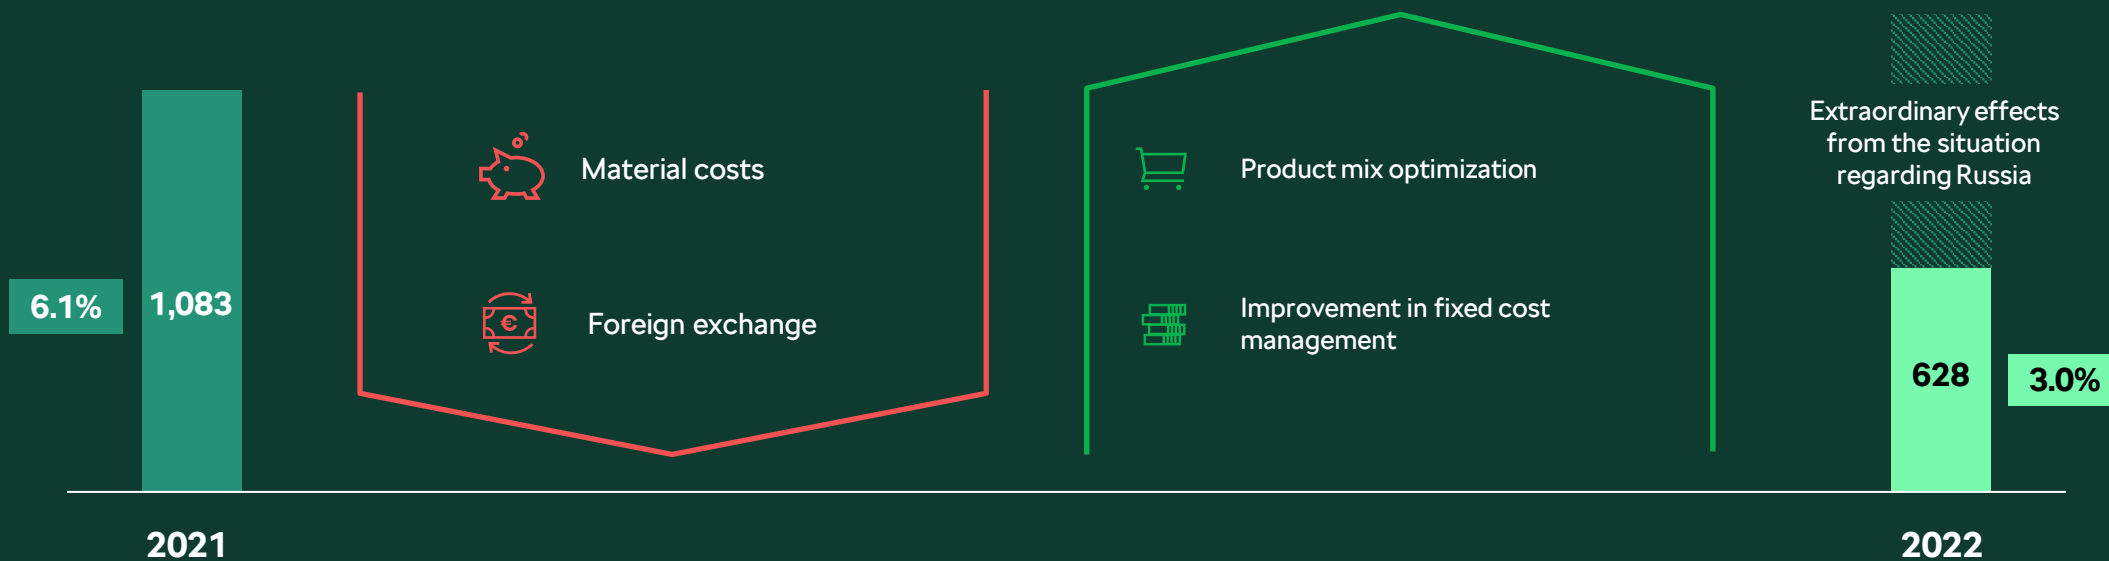 6.1%
1,083
2021
Material costs
€
Foreign exchange
Product mix optimization
Improvement in fixed cost
management
Extraordinary effects
from the situation
regarding Russia
628
3.0%
2022